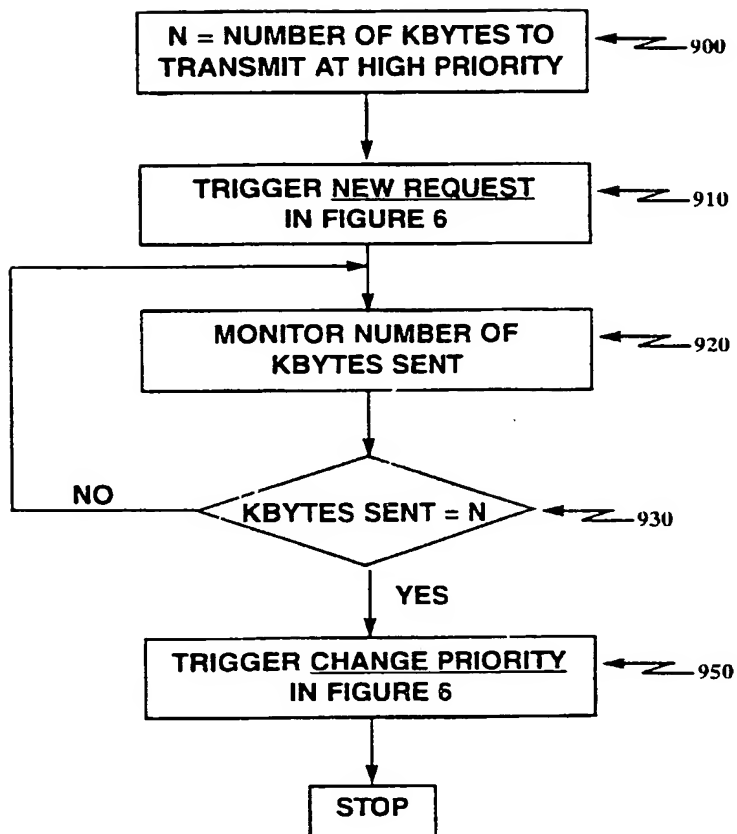 N = NUMBER OF KBYTES TO
TRANSMIT AT HIGH PRIORITY
900
TRIGGER NEW REQUEST
IN FIGURE 6
910
MONITOR NUMBER OF
KBYTES SENT
920
KBYTES SENT = N
930
NO
YES
TRIGGER CHANGE PRIORITY
IN FIGURE 6
950
STOP